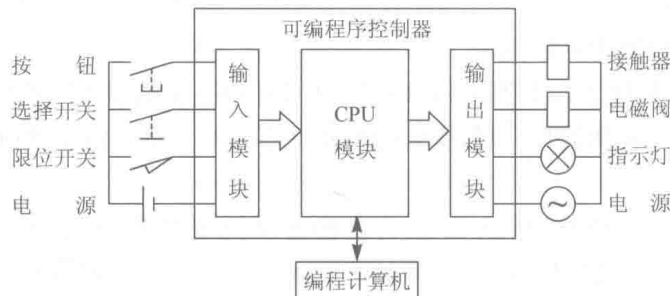 可编程序控制器
按钮
选择开关
限位开关
电源
输入模块
CPU
模块
输出模块
接触器
电磁阀
指示灯
电源
编程计算机